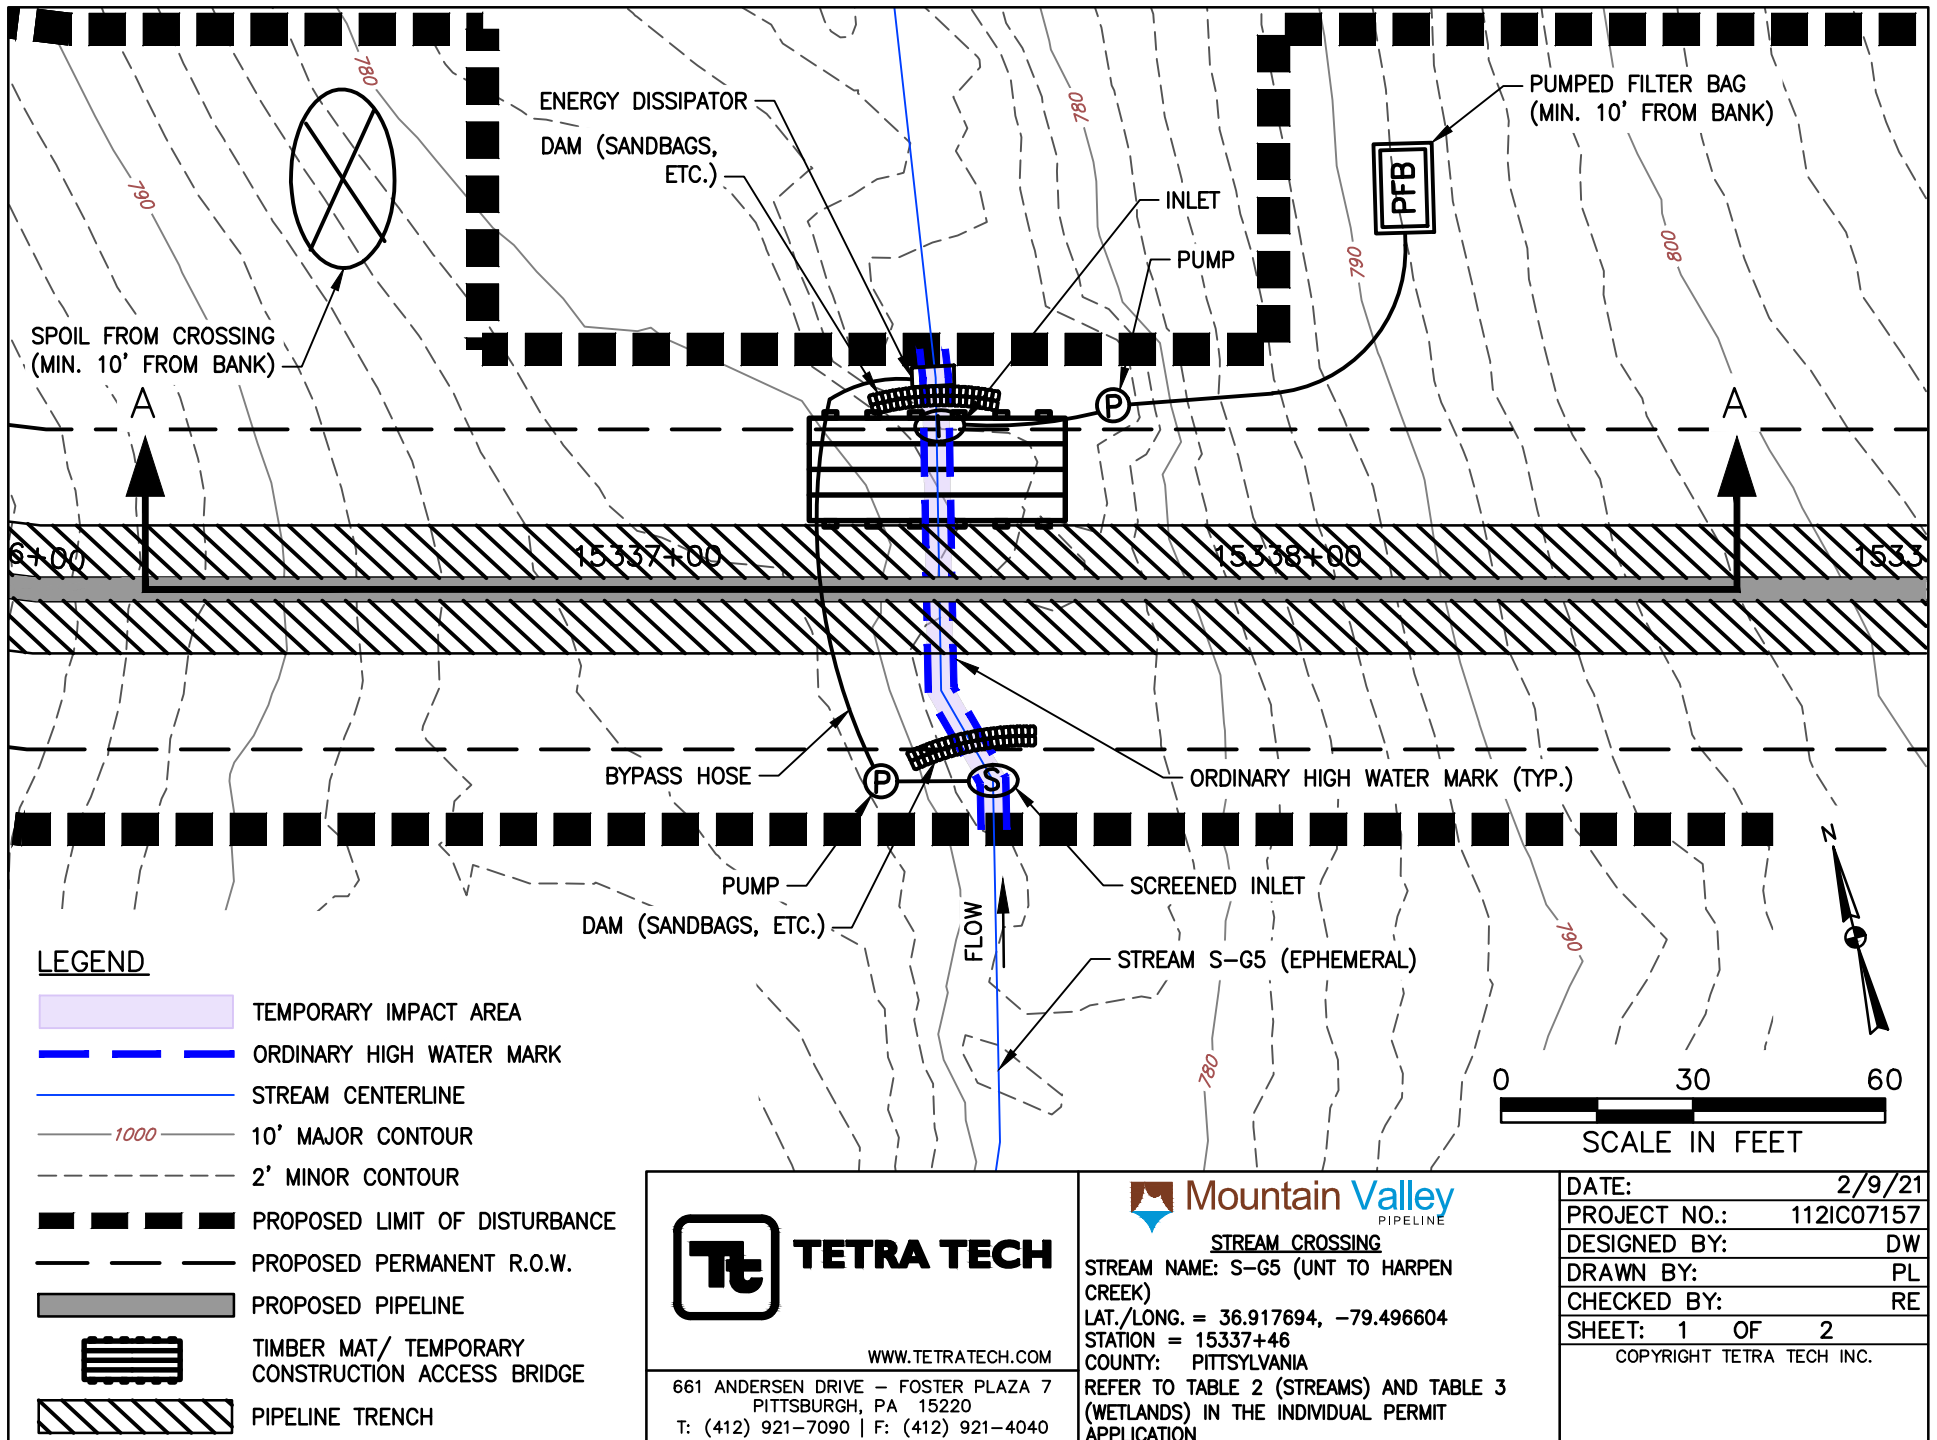 780
ENERGY DISSIPATOR
DAM (SANDBAGS,
ETC.)
780
PUMPED FILTER BAG
(MIN. 10' FROM BANK)
PFB
790
INLET
PUMP
790
800
SPOIL FROM CROSSING
(MIN. 10' FROM BANK)
A
A
P
I
6+00
15337+00
15338+00
1533
BYPASS HOSE
P
S
ORDINARY HIGH WATER MARK (TYP.)
N
PUMP
SCREENED INLET
DAM (SANDBAGS, ETC.)
FLOW
790
STREAM S-G5 (EPHEMERAL)
780
0 30 60
SCALE IN FEET
LEGEND
TEMPORARY IMPACT AREA
ORDINARY HIGH WATER MARK
STREAM CENTERLINE
1000
10' MAJOR CONTOUR
2' MINOR CONTOUR
PROPOSED LIMIT OF DISTURBANCE
PROPOSED PERMANENT R.O.W.
PROPOSED PIPELINE
TIMBER MAT/ TEMPORARY
CONSTRUCTION ACCESS BRIDGE
PIPELINE TRENCH
Tt
TETRA TECH
WWW.TETRATECH.COM
661 ANDERSEN DRIVE – FOSTER PLAZA 7
PITTSBURGH, PA 15220
T: (412) 921-7090 | F: (412) 921-4040
Mountain Valley
PIPELINE
STREAM CROSSING
STREAM NAME: S-G5 (UNT TO HARPEN
CREEK)
LAT./LONG. = 36.917694, -79.496604
STATION = 15337+46
COUNTY: PITTSYLVANIA
REFER TO TABLE 2 (STREAMS) AND TABLE 3
(WETLANDS) IN THE INDIVIDUAL PERMIT
APPLICATION
DATE: 2/9/21
PROJECT NO.: 112IC07157
DESIGNED BY: DW
DRAWN BY: PL
CHECKED BY: RE
SHEET: 1 OF 2
COPYRIGHT TETRA TECH INC.